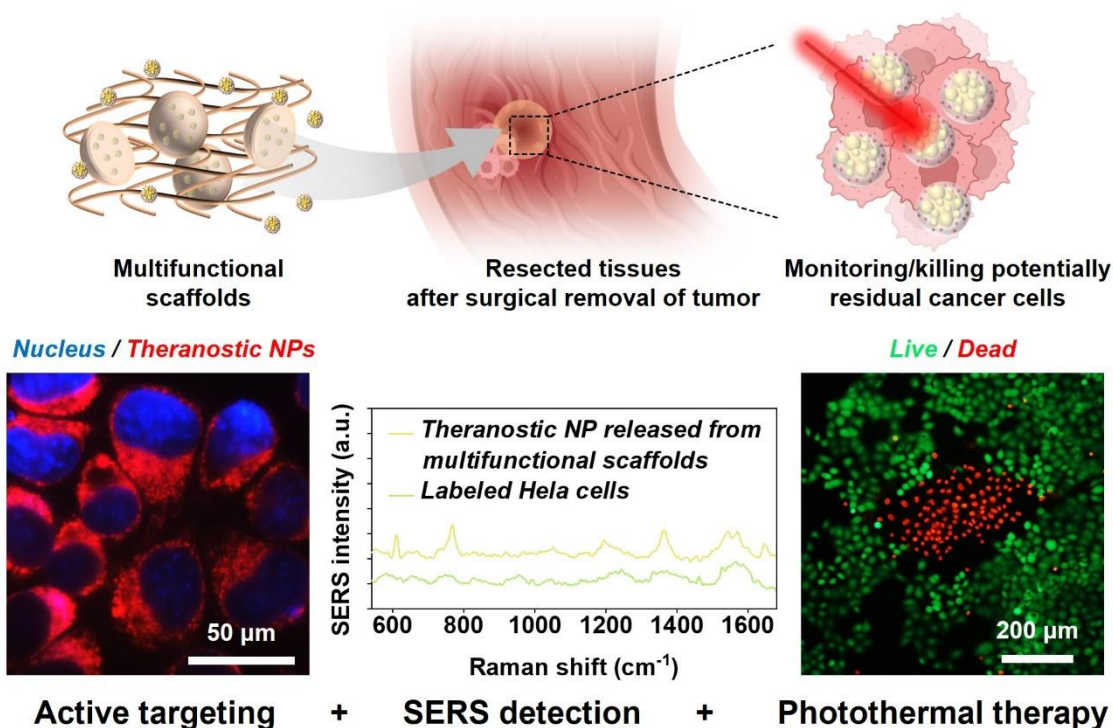 Multifunctional
scaffolds
Resected tissues
after surgical removal of tumor
Monitoring/killing potentially
residual cancer cells
Nucleus / Theranostic NPs
Live / Dead
50 μm
SERS intensity (a.u.)
Theranostic NP released from
multifunctional scaffolds
Labeled Hela cells
600 800 1000 1200 1400 1600
Raman shift (cm⁻¹)
200 μm
Active targeting + SERS detection + Photothermal therapy